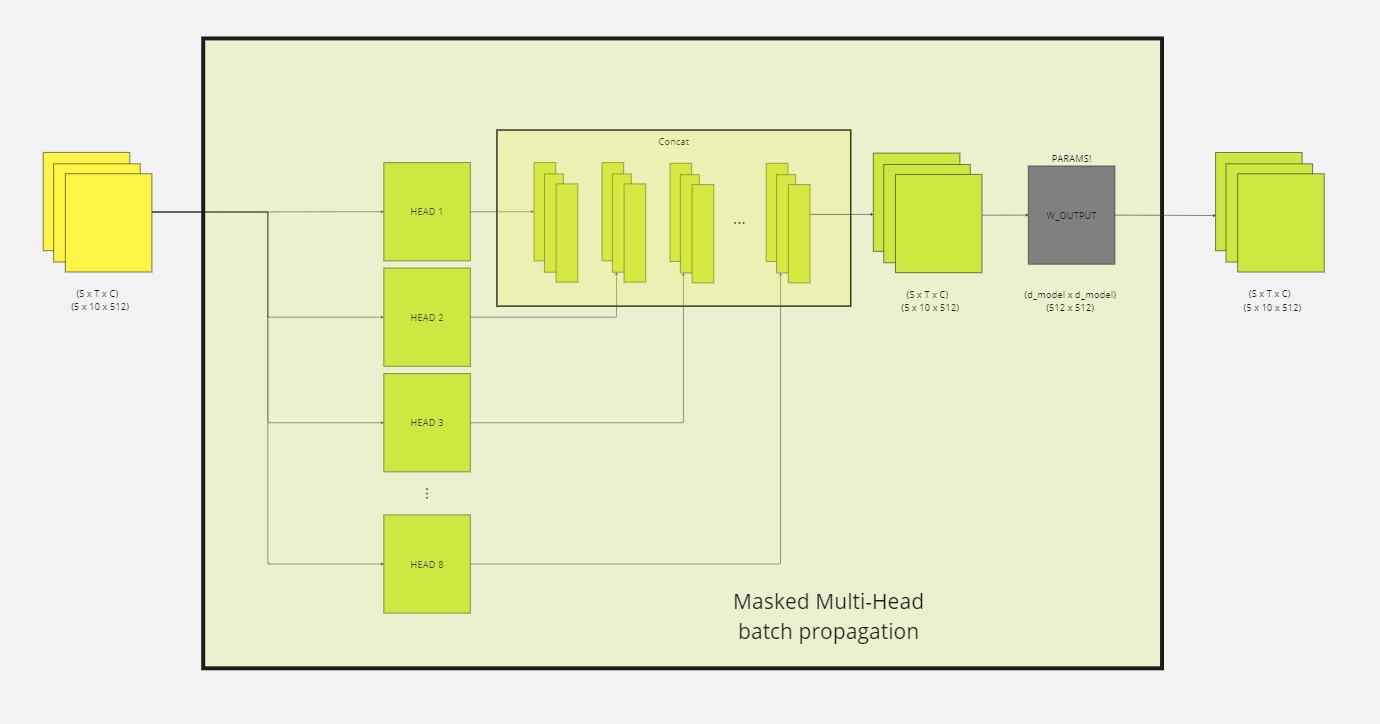 Concat
PARAMS!
HEAD 1
W_OUTPUT
...
(S x T x C)
(5 x 10 x 512)
(S x T x C)
(5 x 10 x 512)
(d_model x d_model)
(512 x 512)
(S x T x C)
(5 x 10 x 512)
HEAD 2
HEAD 3
...
HEAD 8
Masked Multi-Head
batch propagation